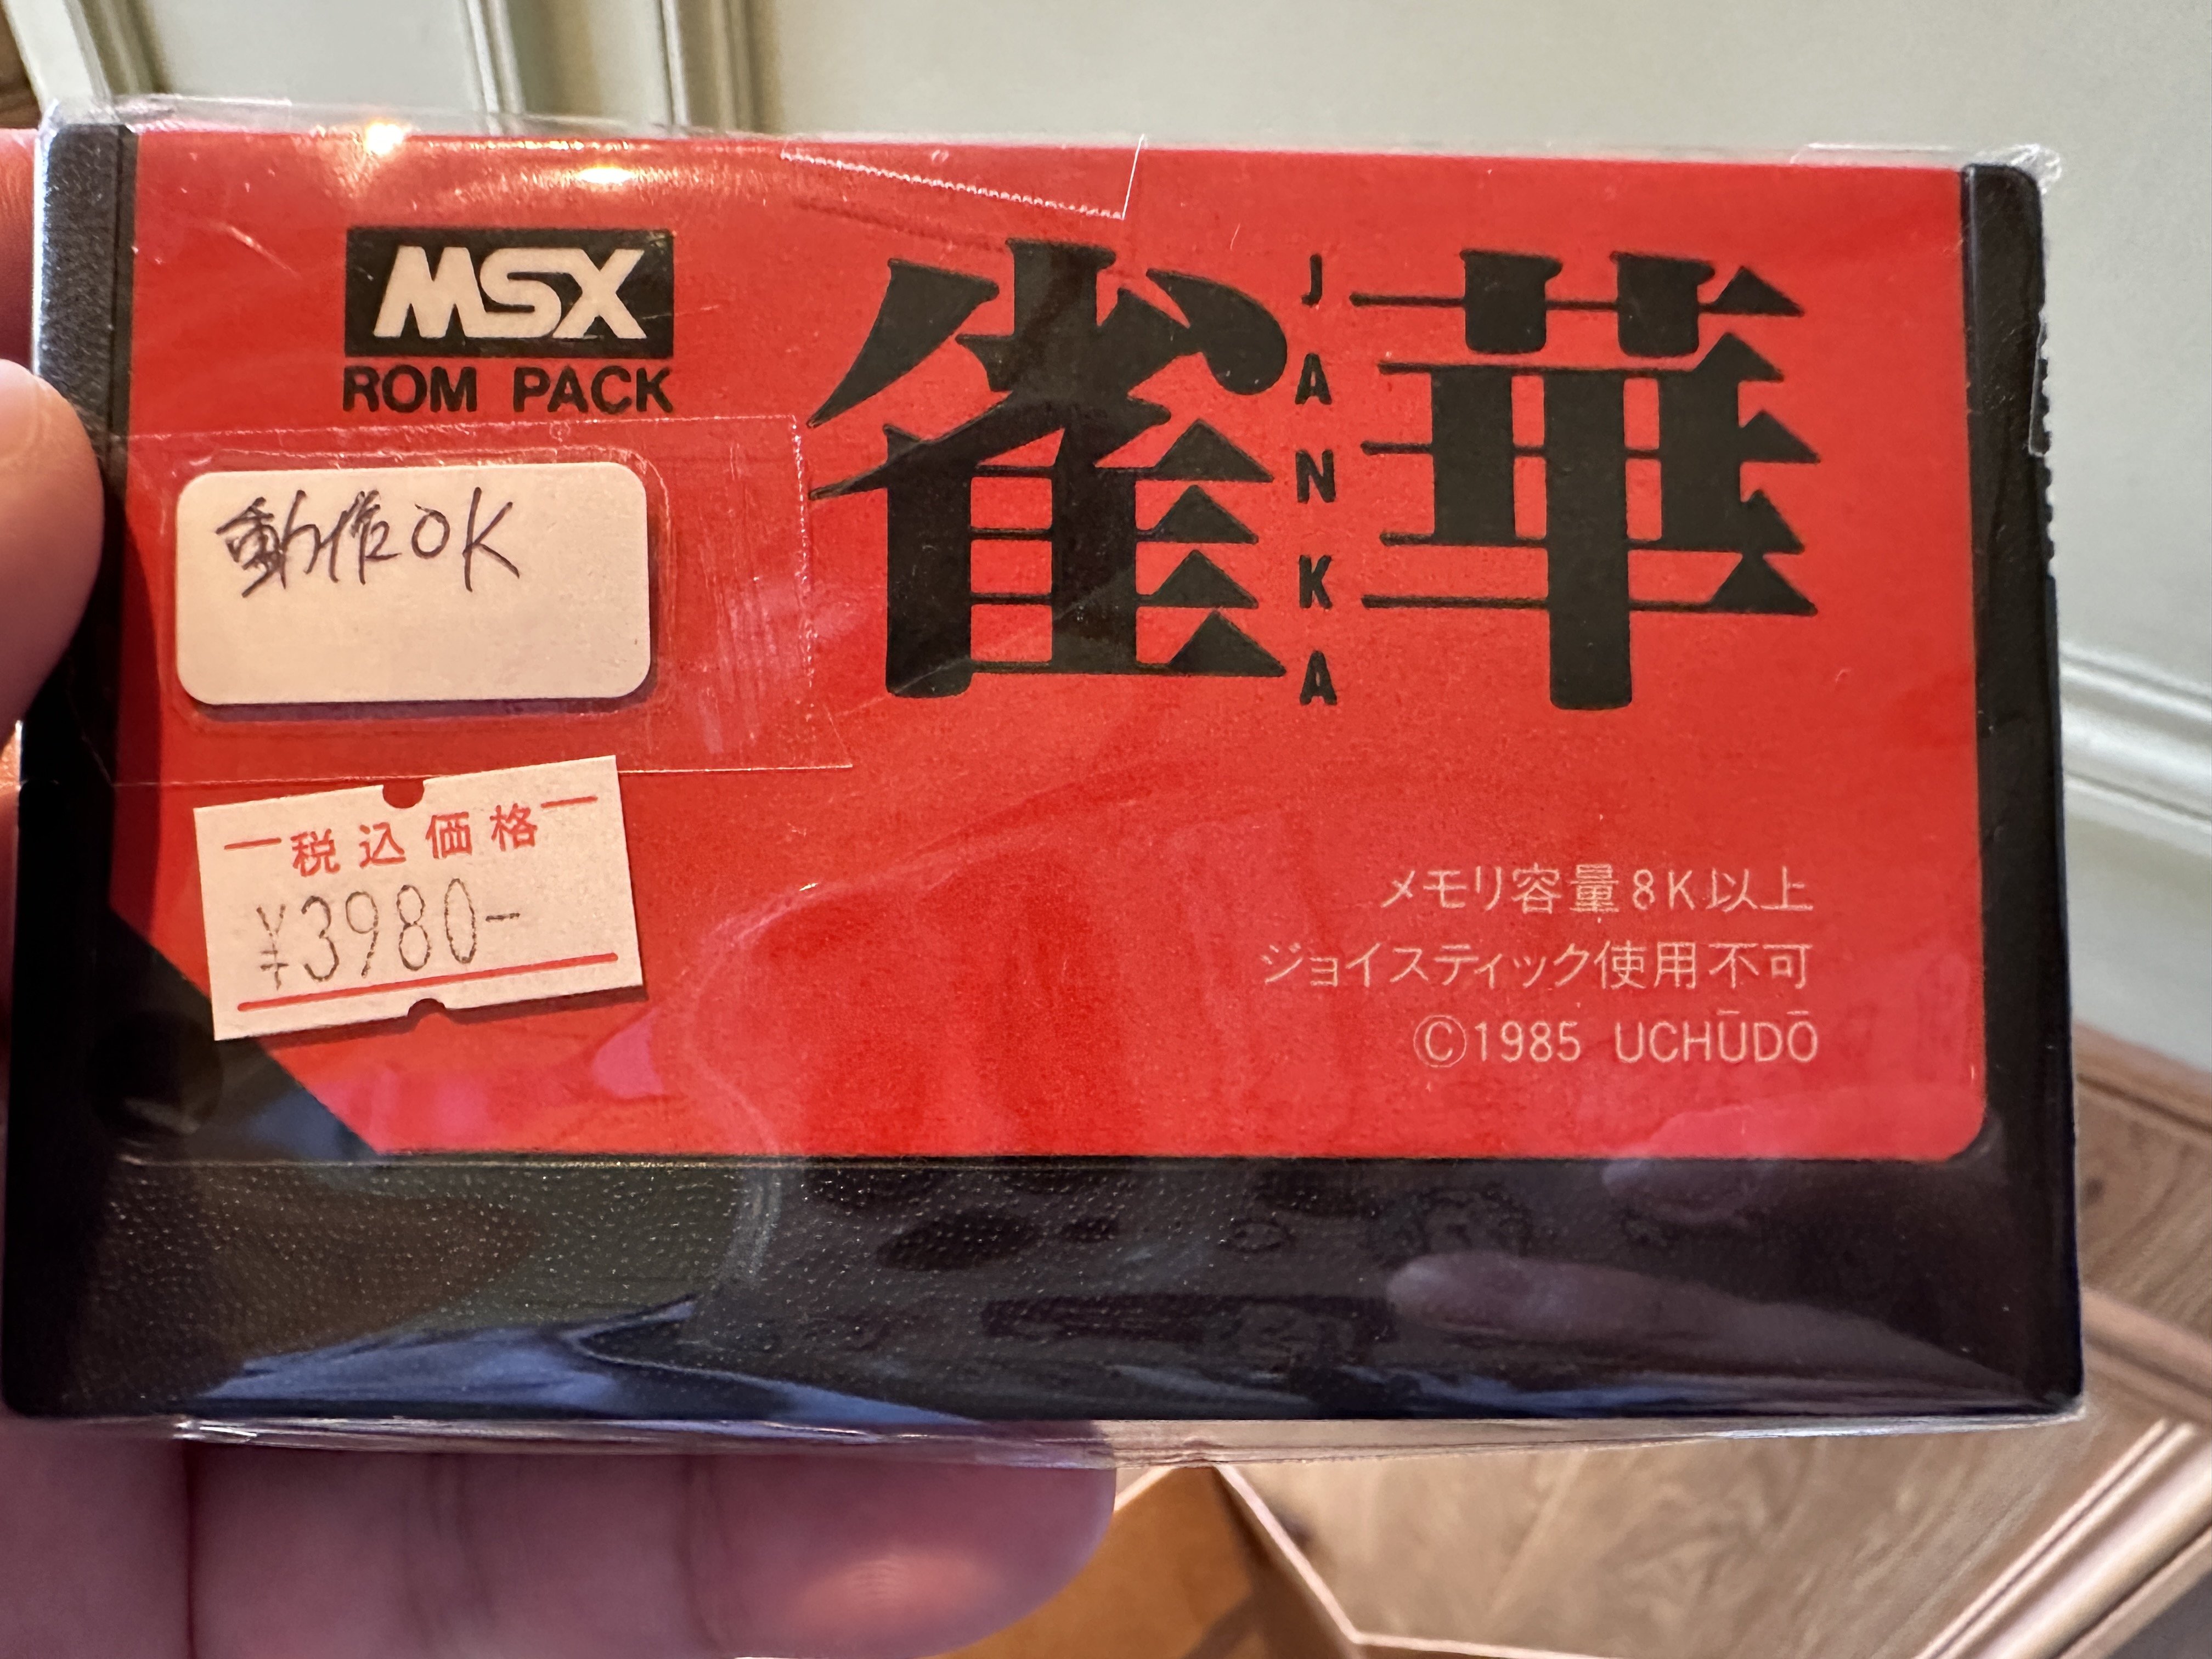 MSX
ROM PACK
雀華
JANKA
動作OK
税込価格
¥3980-
メモリ容量8K以上
ジョイスティック使用不可
©1985 UCHŪDŌ